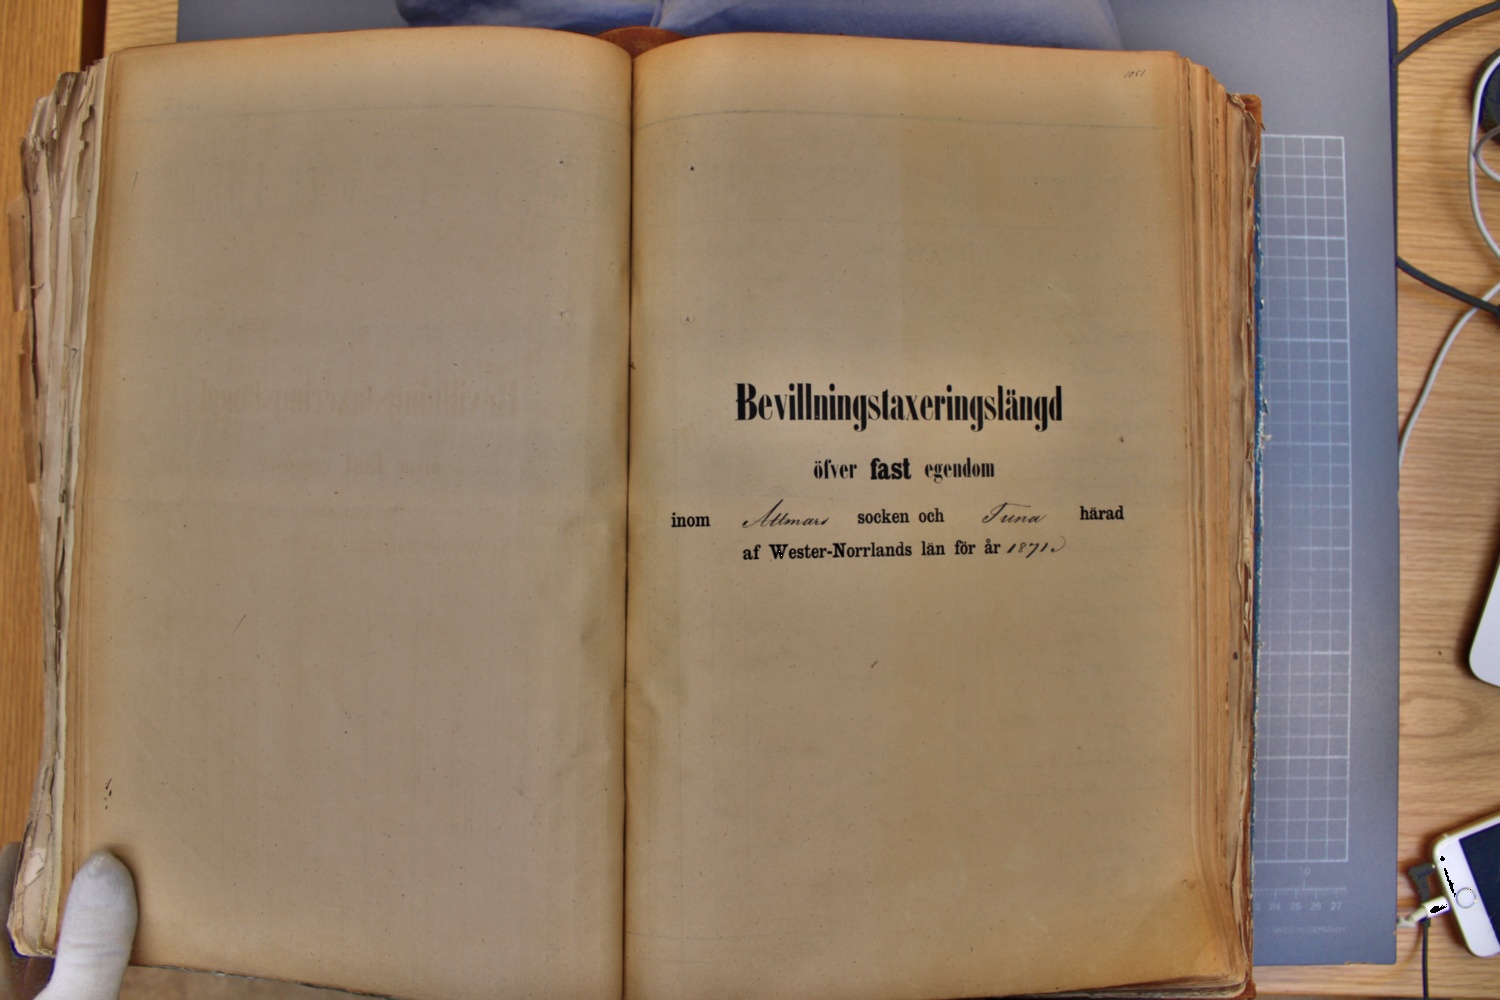 1051
Bevillningstaxeringslängd
öfver fast egendom
inom Attmars socken och Tuna härad
af Wester-Norrlands län för år 1871.
10
24 25 26 27